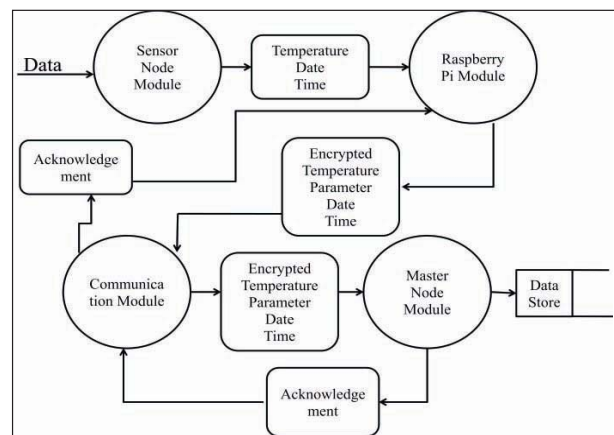 Data
Sensor
Node
Module
Temperature
Date
Time
Raspberry
Pi Module
Acknowledge
ment
Encrypted
Temperature
Parameter
Date
Time
Communica
tion Module
Encrypted
Temperature
Parameter
Date
Time
Master
Node
Module
Data
Store
Acknowledge
ment